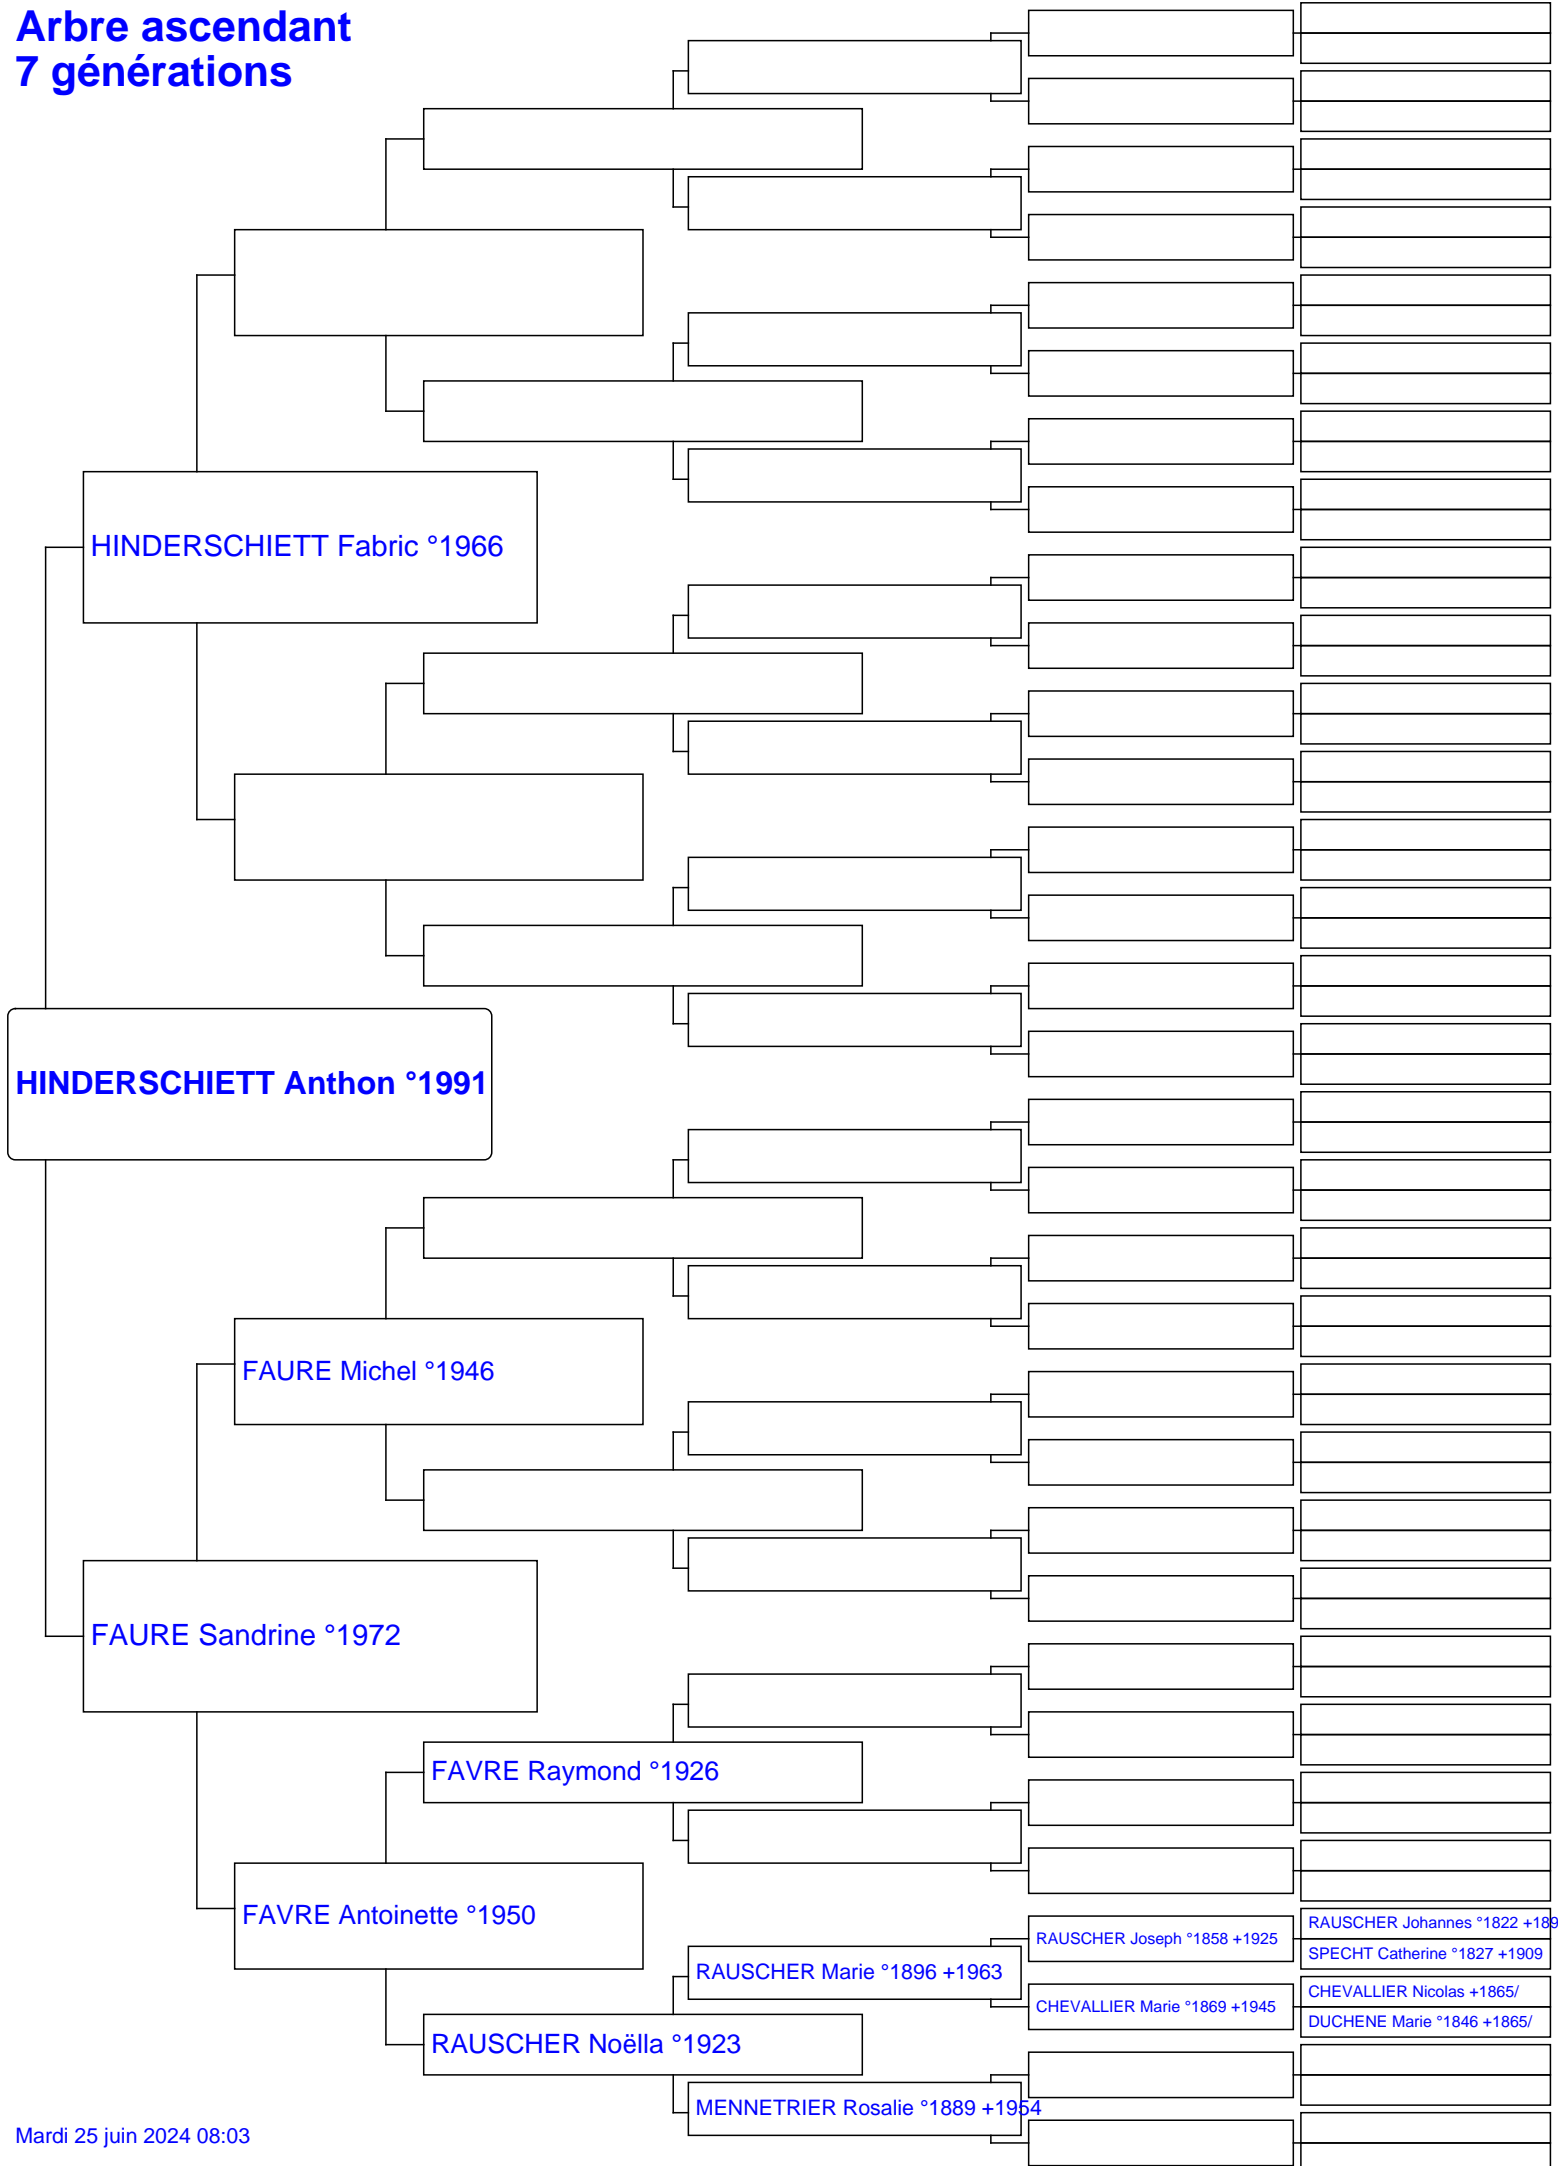 Arbre ascendant
7 générations
HINDERSCHIETT Fabric °1966
HINDERSCHIETT Anthon °1991
FAURE Michel °1946
FAURE Sandrine °1972
FAVRE Raymond °1926
FAVRE Antoinette °1950
RAUSCHER Johannes °1822 +189
RAUSCHER Joseph °1858 +1925
SPECHT Catherine °1827 +1909
RAUSCHER Marie °1896 +1963
CHEVALLIER Nicolas +1865/
CHEVALLIER Marie °1869 +1945
DUCHENE Marie °1846 +1865/
RAUSCHER Noëlla °1923
MENNETRIER Rosalie °1889 +1954
Mardi 25 juin 2024 08:03